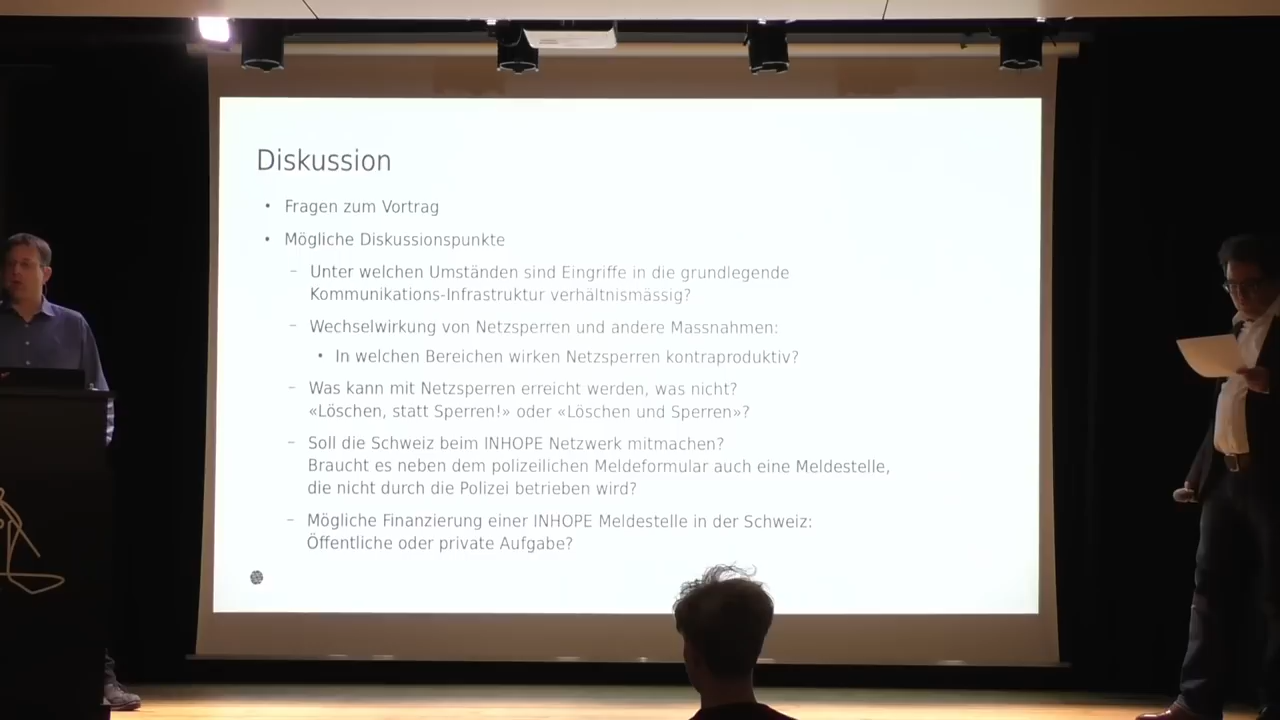 Diskussion
• Fragen zum Vortrag
• Mögliche Diskussionspunkte
– Unter welchen Umständen sind Eingriffe in die grundlegende
Kommunikations-Infrastruktur verhältnismässig?
– Wechselwirkung von Netzsperren und andere Massnahmen:
• In welchen Bereichen wirken Netzsperren kontraproduktiv?
– Was kann mit Netzsperren erreicht werden, was nicht?
«Löschen, statt Sperren!» oder «Löschen und Sperren»?
– Soll die Schweiz beim INHOPE Netzwerk mitmachen?
Braucht es neben dem polizeilichen Meldeformular auch eine Meldestelle,
die nicht durch die Polizei betrieben wird?
– Mögliche Finanzierung einer INHOPE Meldestelle in der Schweiz:
Öffentliche oder private Aufgabe?